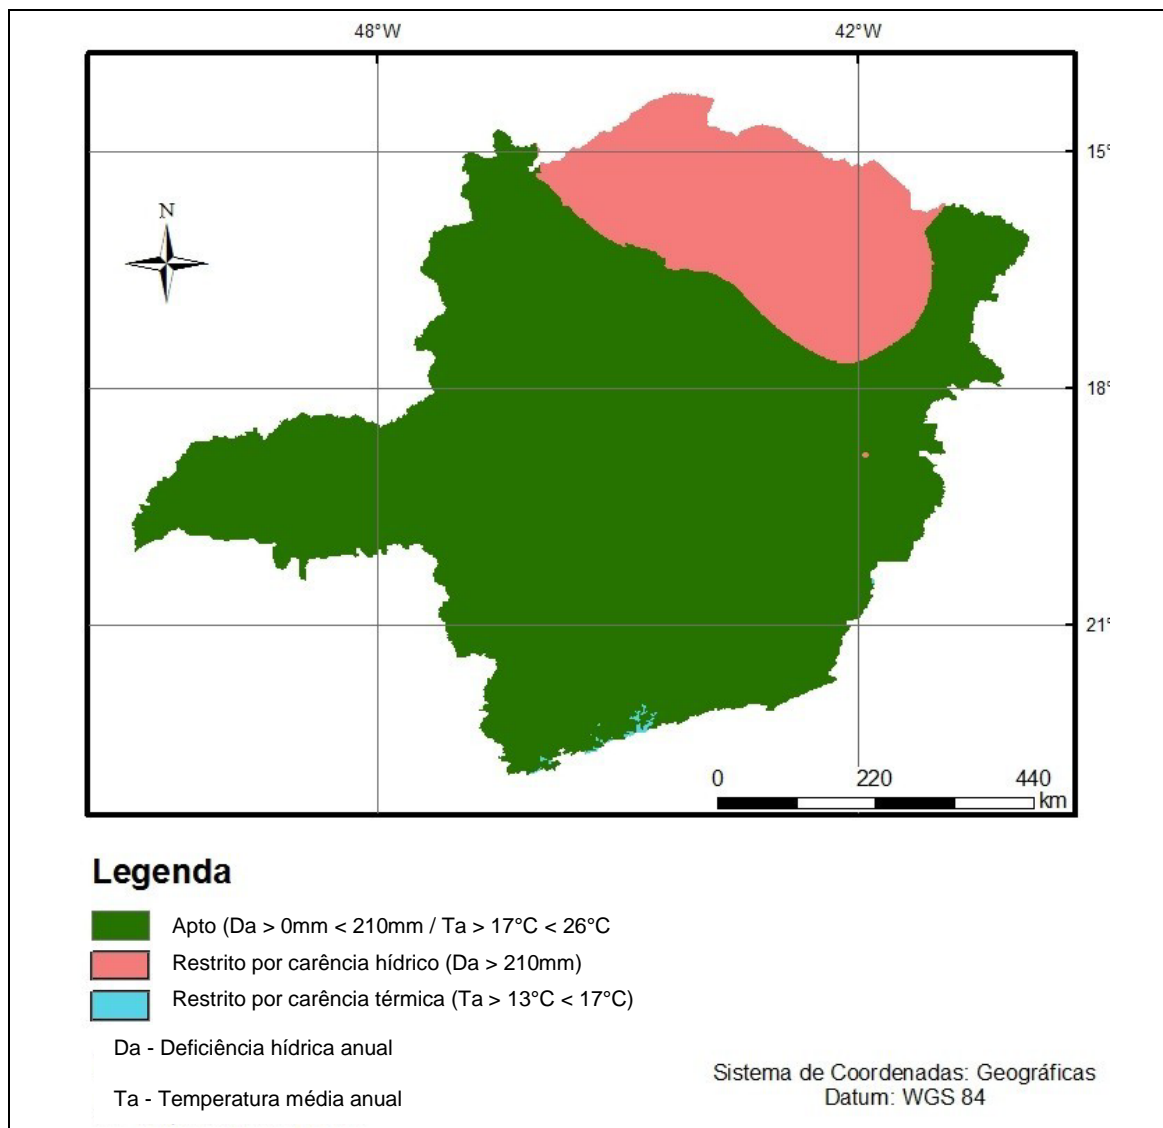 48°W 42°W
15°
N
18°
21°
0 220 440
km
Legenda
Apto (Da > 0mm < 210mm / Ta > 17°C < 26°C
Restrito por carência hídrico (Da > 210mm)
Restrito por carência térmica (Ta > 13°C < 17°C)
Da - Deficiência hídrica anual
Ta - Temperatura média anual
Sistema de Coordenadas: Geográficas
Datum: WGS 84